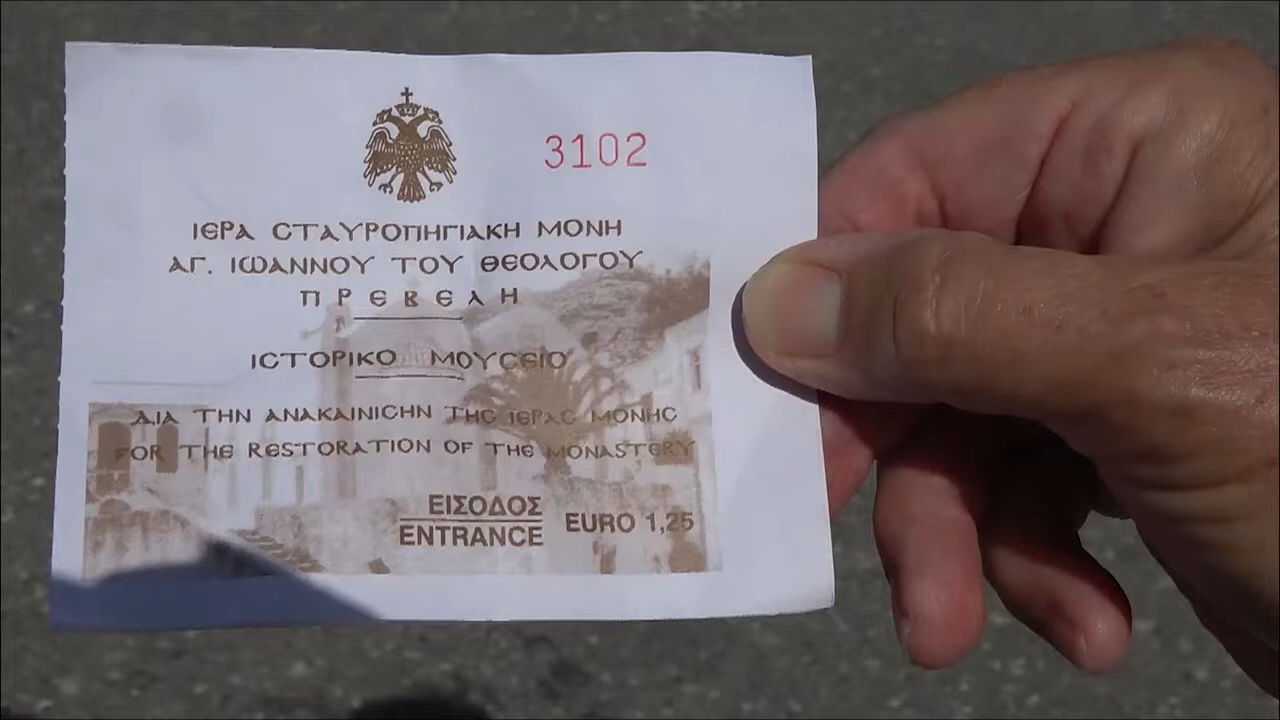 3102
ΙΕΡΑ ΣΤΑΥΡΟΠΗΓΙΑΚΗ ΜΟΝΗ
ΑΓ. ΙΩΑΝΝΟΥ ΤΟΥ ΘΕΟΛΟΓΟΥ
ΠΡΕΒΕΛΗ
ΙΣΤΟΡΙΚΟ ΜΟΥΣΕΙΟ
ΔΙΑ ΤΗΝ ΑΝΑΚΑΙΝΙΣΗΝ ΤΗΣ ΙΕΡΑΣ ΜΟΝΗΣ
FOR THE RESTORATION OF THE MONASTERY
ΕΙΣΟΔΟΣ
ENTRANCE EURO 1,25